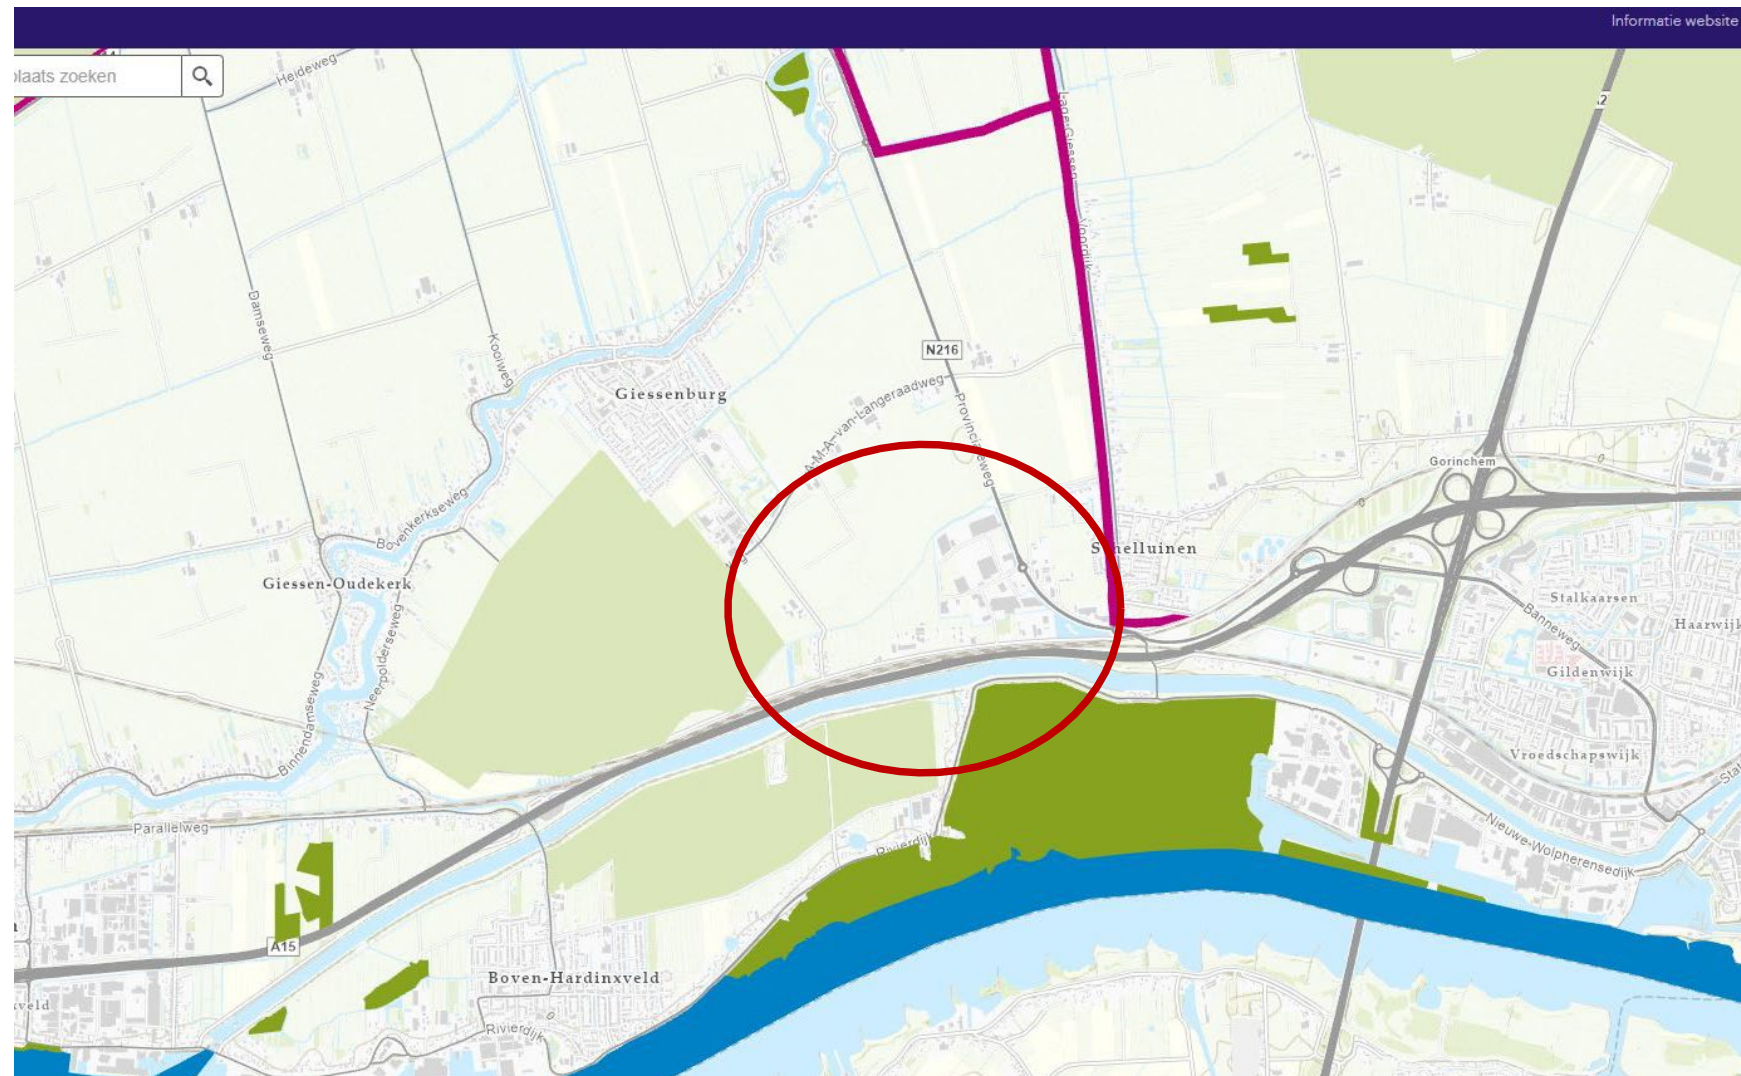 Informatie website
plaats zoeken
Heideweg
A2
Lage-Giessen
Voordijk
Damseweg
Kooiweg
N216
Giessenburg
A-M-A-van-Langeraadweg
Provincialeweg
Gorinchem
Bovenkerkseweg
Schelluinen
Giessen-Oudekerk
Stalkaarsen
Banneweg
Haarwijk
Neerpolderseweg
Gildenwijk
Binnendamseweg
Vroedschapswijk
Parallelweg
Rivierdijk
Nieuwe-Wolpherensedijk
A15
Boven-Hardinxveld
Rivierdijk